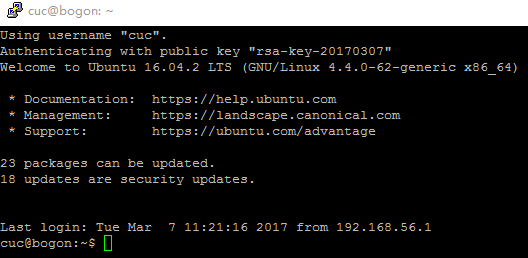 cuc@bogon: ~
Using username "cuc".
Authenticating with public key "rsa-key-20170307"
Welcome to Ubuntu 16.04.2 LTS (GNU/Linux 4.4.0-62-generic x86_64)
* Documentation:  https://help.ubuntu.com
* Management:     https://landscape.canonical.com
* Support:        https://ubuntu.com/advantage
23 packages can be updated.
18 updates are security updates.
Last login: Tue Mar  7 11:21:16 2017 from 192.168.56.1
cuc@bogon:~$